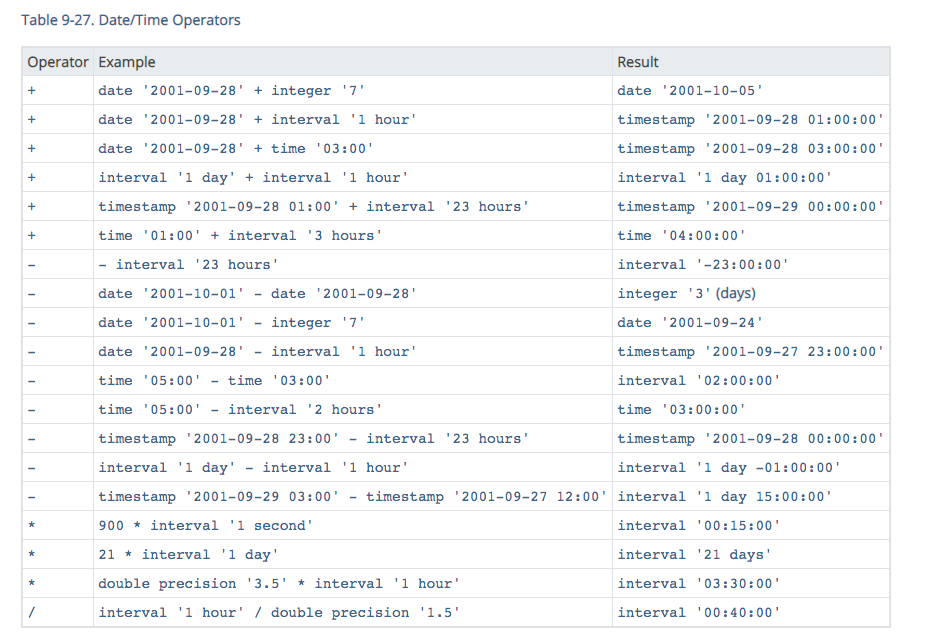 Table 9-27. Date/Time Operators
Operator Example Result
+ date '2001-09-28' + integer '7' date '2001-10-05'
+ date '2001-09-28' + interval '1 hour' timestamp '2001-09-28 01:00:00'
+ date '2001-09-28' + time '03:00' timestamp '2001-09-28 03:00:00'
+ interval '1 day' + interval '1 hour' interval '1 day 01:00:00'
+ timestamp '2001-09-28 01:00' + interval '23 hours' timestamp '2001-09-29 00:00:00'
+ time '01:00' + interval '3 hours' time '04:00:00'
- - interval '23 hours' interval '-23:00:00'
- date '2001-10-01' - date '2001-09-28' integer '3' (days)
- date '2001-10-01' - integer '7' date '2001-09-24'
- date '2001-09-28' - interval '1 hour' timestamp '2001-09-27 23:00:00'
- time '05:00' - time '03:00' interval '02:00:00'
- time '05:00' - interval '2 hours' time '03:00:00'
- timestamp '2001-09-28 23:00' - interval '23 hours' timestamp '2001-09-28 00:00:00'
- interval '1 day' - interval '1 hour' interval '1 day -01:00:00'
- timestamp '2001-09-29 03:00' - timestamp '2001-09-27 12:00' interval '1 day 15:00:00'
* 900 * interval '1 second' interval '00:15:00'
* 21 * interval '1 day' interval '21 days'
* double precision '3.5' * interval '1 hour' interval '03:30:00'
/ interval '1 hour' / double precision '1.5' interval '00:40:00'